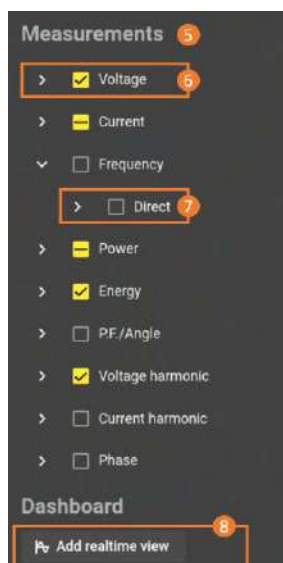 Measurements 5
Voltage 6
Current
Frequency
Direct 7
Power
Energy
P.F./Angle
Voltage harmonic
Current harmonic
Phase
Dashboard
8
Add realtime view